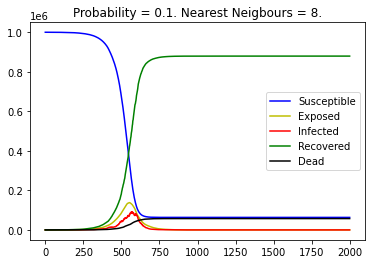 Probability = 0.1. Nearest Neigbours = 8.
1e6
1.0
0.8
0.6
0.4
0.2
0.0
Susceptible
Exposed
Infected
Recovered
Dead
0 250 500 750 1000 1250 1500 1750 2000